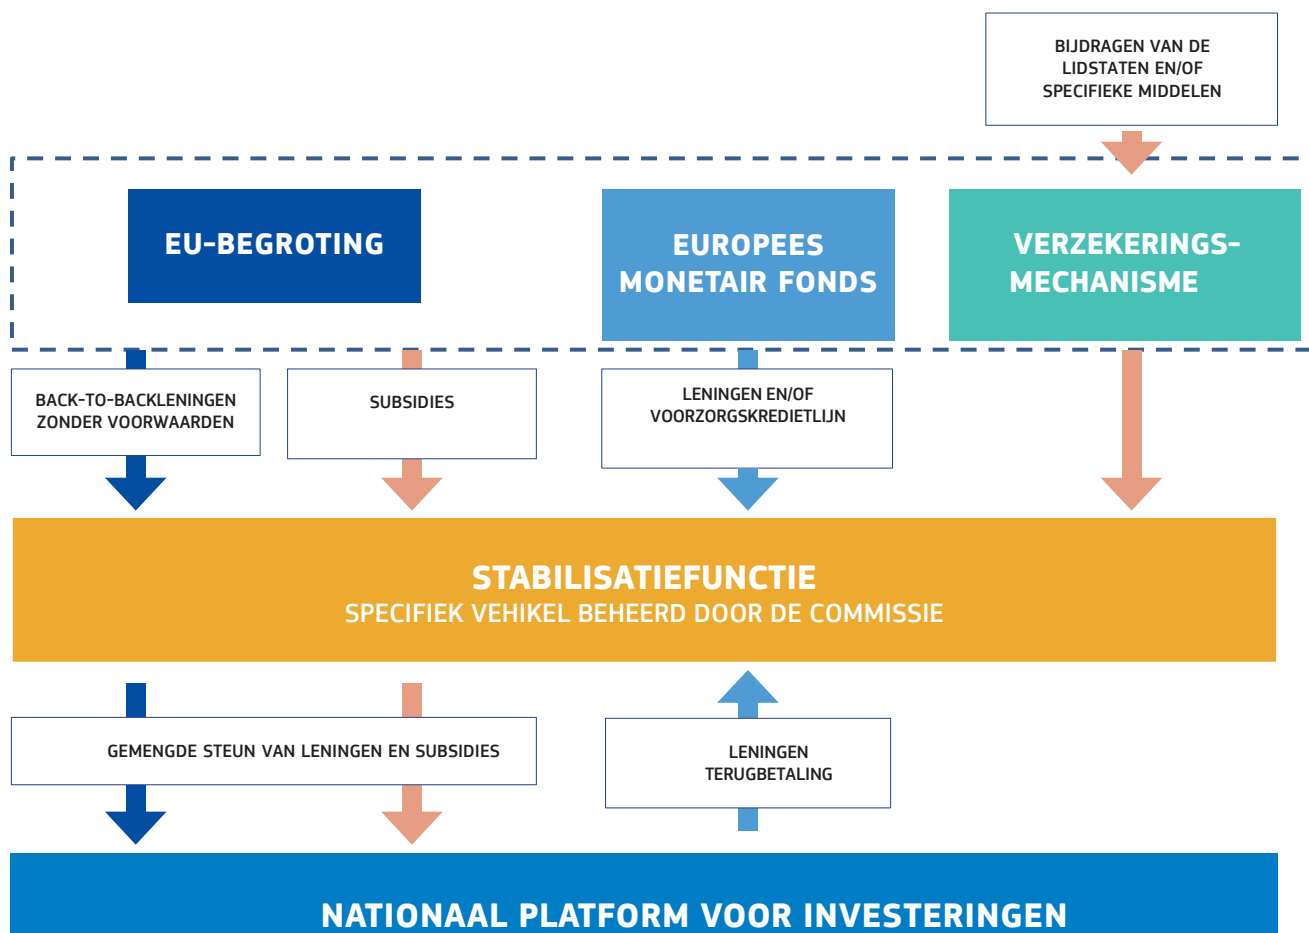 BIJDRAGEN VAN DE
LIDSTATEN EN/OF
SPECIFIEKE MIDDELEN
EU-BEGROTING
EUROPEES
MONETAIR FONDS
VERZEKERINGS-
MECHANISME
BACK-TO-BACKLENINGEN
ZONDER VOORWAARDEN
SUBSIDIES
LENINGEN EN/OF
VOORZORGSKREDIETLIJN
STABILISATIEFUNCTIE
SPECIFIEK VEHIKEL BEHEERD DOOR DE COMMISSIE
GEMENGDE STEUN VAN LENINGEN EN SUBSIDIES
LENINGEN
TERUGBETALING
NATIONAAL PLATFORM VOOR INVESTERINGEN